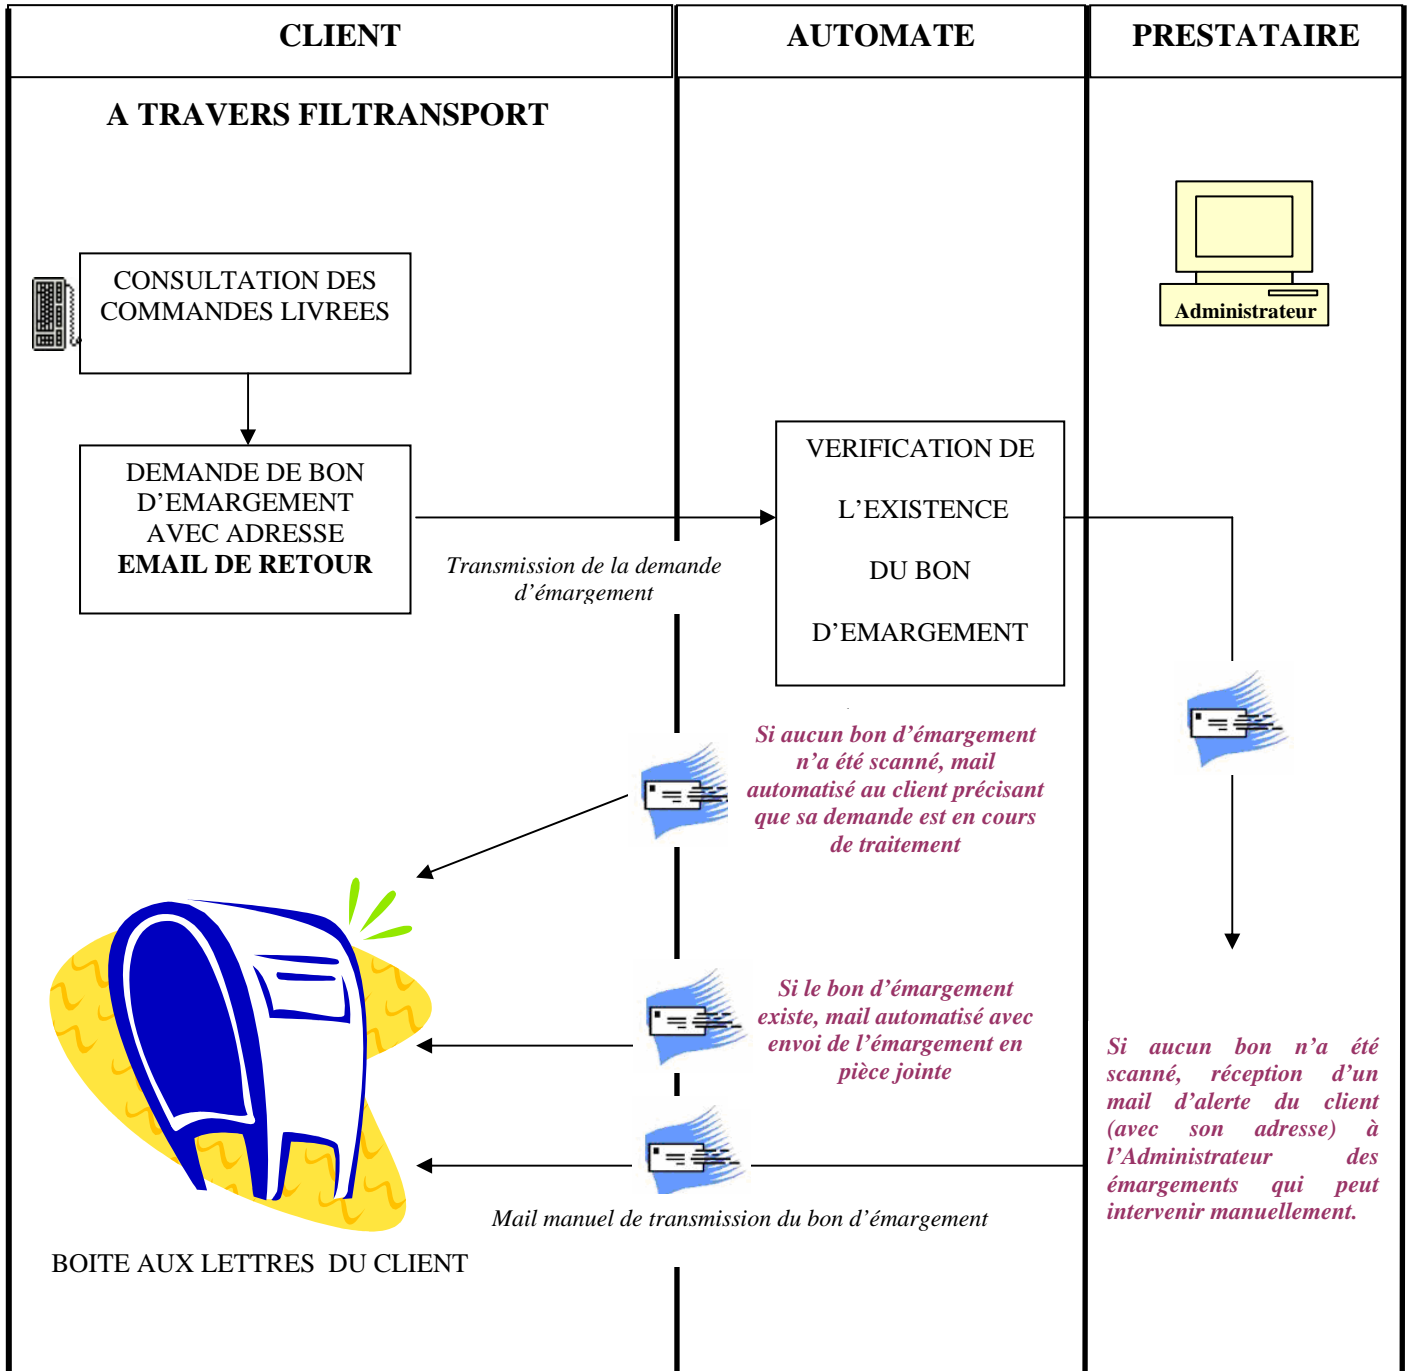 CLIENT
AUTOMATE
PRESTATAIRE
A TRAVERS FILTRANSPORT
Administrateur
CONSULTATION DES
COMMANDES LIVREES
DEMANDE DE BON
D’EMARGEMENT
AVEC ADRESSE
EMAIL DE RETOUR
Transmission de la demande
d’émargement
VERIFICATION DE
L’EXISTENCE
DU BON
D’EMARGEMENT
Si aucun bon d’émargement
n’a été scanné, mail
automatisé au client précisant
que sa demande est en cours
de traitement
Si le bon d’émargement
existe, mail automatisé avec
envoi de l’émargement en
pièce jointe
Si aucun bon n’a été
scanné, réception d’un
mail d’alerte du client
(avec son adresse) à
l’Administrateur des
émargements qui peut
intervenir manuellement.
Mail manuel de transmission du bon d’émargement
BOITE AUX LETTRES DU CLIENT